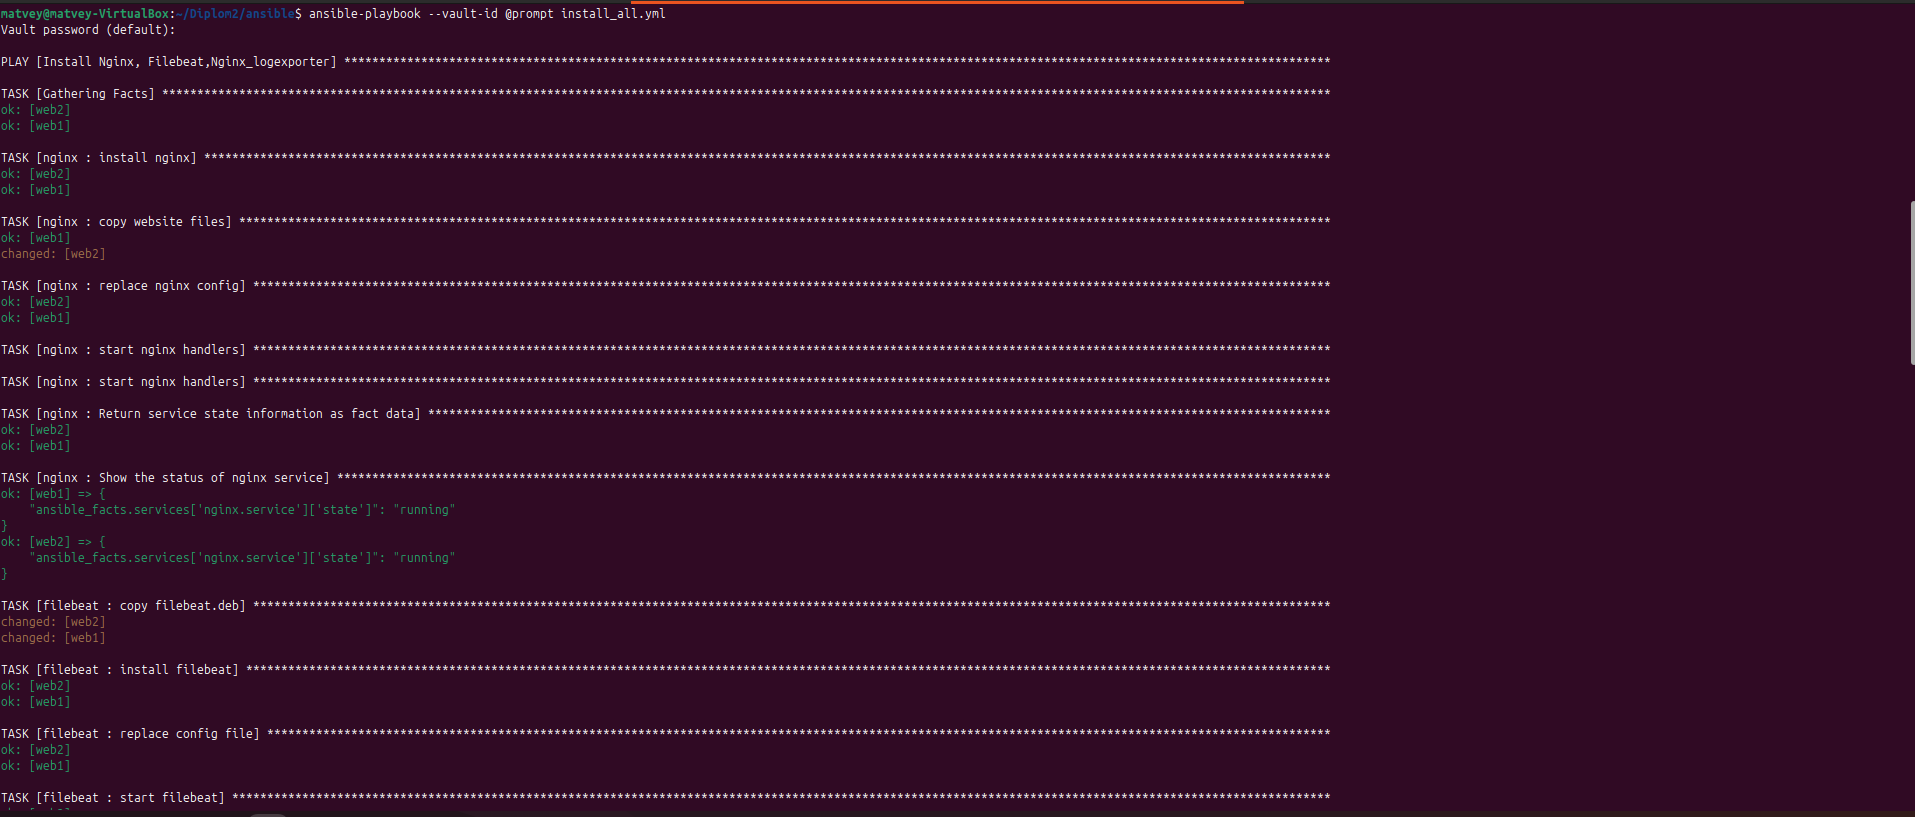 matvey@matvey-VirtualBox:~/Diplom2/ansible$ ansible-playbook --vault-id @prompt install_all.yml
Vault password (default):
PLAY [Install Nginx, Filebeat,Nginx_logexporter] *********************************************************************************************************************************************
TASK [Gathering Facts] ***********************************************************************************************************************************************************************
ok: [web2]
ok: [web1]
TASK [nginx : install nginx] *****************************************************************************************************************************************************************
ok: [web2]
ok: [web1]
TASK [nginx : copy website files] ************************************************************************************************************************************************************
ok: [web1]
changed: [web2]
TASK [nginx : replace nginx config] **********************************************************************************************************************************************************
ok: [web2]
ok: [web1]
TASK [nginx : start nginx handlers] **********************************************************************************************************************************************************
TASK [nginx : start nginx handlers] **********************************************************************************************************************************************************
TASK [nginx : Return service state information as fact data] *********************************************************************************************************************************
ok: [web2]
ok: [web1]
TASK [nginx : Show the status of nginx service] **********************************************************************************************************************************************
ok: [web1] => {
    "ansible_facts.services['nginx.service']['state']": "running"
}
ok: [web2] => {
    "ansible_facts.services['nginx.service']['state']": "running"
}
TASK [filebeat : copy filebeat.deb] **********************************************************************************************************************************************************
changed: [web2]
changed: [web1]
TASK [filebeat : install filebeat] ***********************************************************************************************************************************************************
ok: [web2]
ok: [web1]
TASK [filebeat : replace config file] ********************************************************************************************************************************************************
ok: [web2]
ok: [web1]
TASK [filebeat : start filebeat] *************************************************************************************************************************************************************